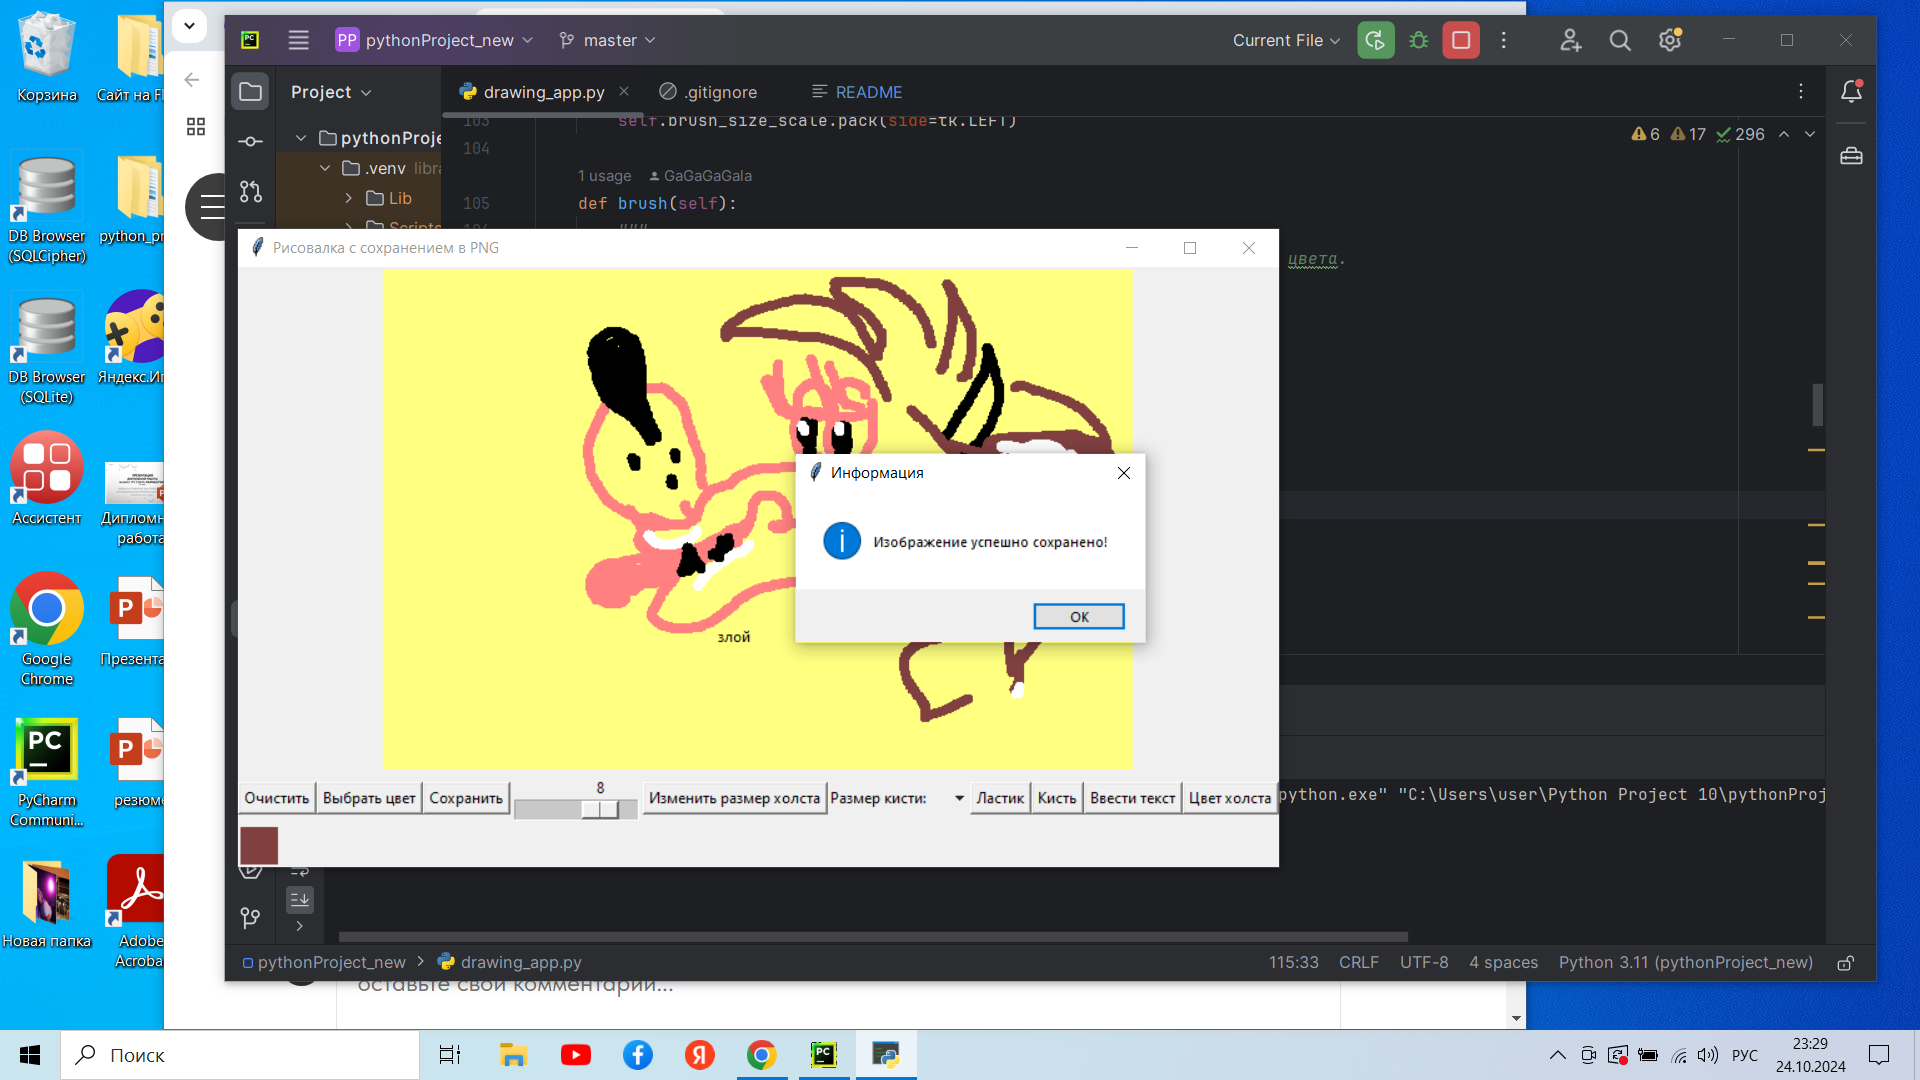 Корзина
Сайт на
DB Browser
(SQLCipher)
python_pr
DB Browser
(SQLite)
Яндекс.Иг
Ассистент
Дипломн
работа
Google
Chrome
Презента
PyCharm
Communi...
резюме
Новая папка
Adobe
Acroba
PP pythonProject_new
master
Current File
Project
drawing_app.py
.gitignore
README
pythonProje
.venv libra
Lib
Scripts
103 self.brush_size_scale.pack(side=tk.LEFT)
104
1 usage GaGaGaGala
105 def brush(self):
"""
цвета.
6 17 296
Рисовалка с сохранением в PNG
злой
Информация
Изображение успешно сохранено!
OK
8
Очистить
Выбрать цвет
Сохранить
Изменить размер холста
Размер кисти:
Ластик
Кисть
Ввести текст
Цвет холста
python.exe" "C:\Users\user\Python Project 10\pythonProj
pythonProject_new > drawing_app.py
115:33 CRLF UTF-8 4 spaces Python 3.11 (pythonProject_new)
оставьте свой комментарий...
Поиск
РУС
23:29
24.10.2024